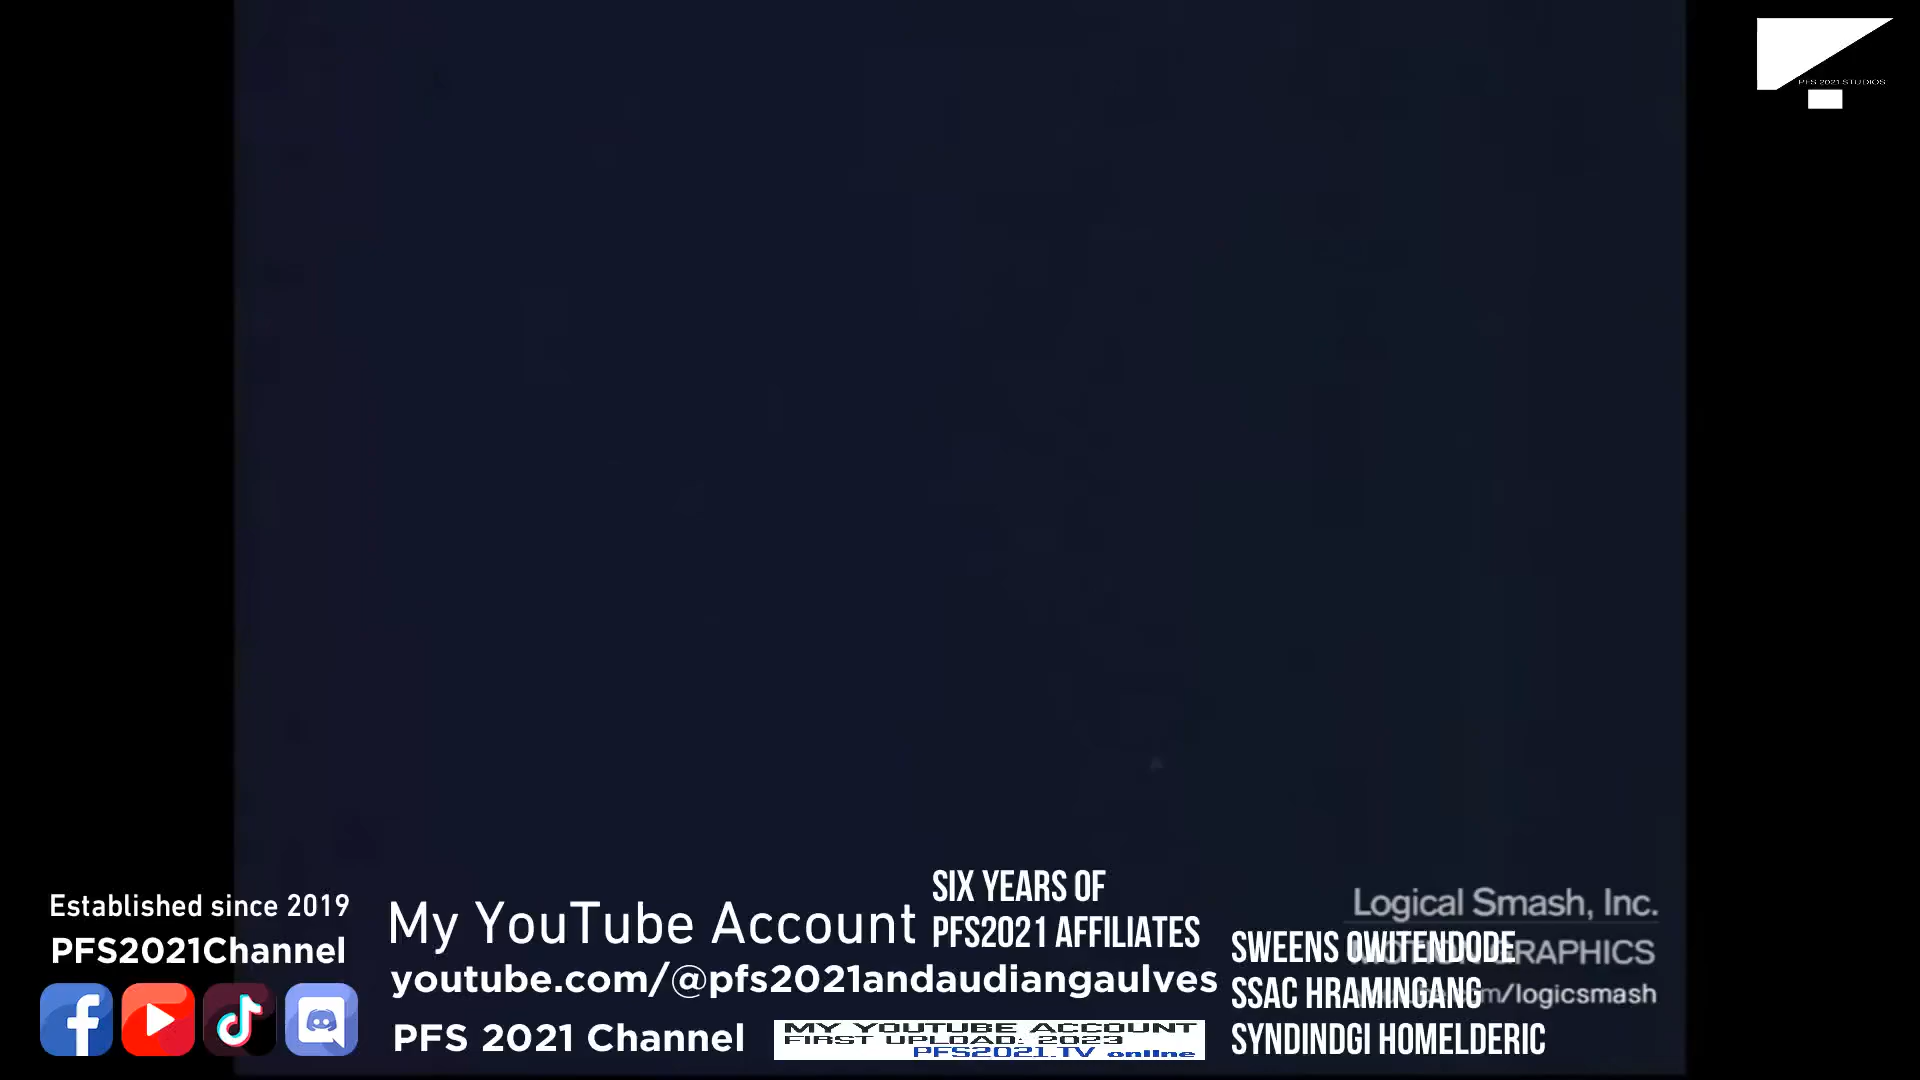 PFS 2021 STUDIOS
SIX YEARS OF
PFS2021 AFFILIATES
Established since 2019
PFS2021Channel
My YouTube Account
youtube.com/@pfs2021andaudiangaulves
PFS 2021 Channel
MY YOUTUBE ACCOUNT
FIRST UPLOAD: 2023
PFS2021.TV online
Logical Smash, Inc.
GRAPHICS
/logicsmash
SWEENS OWITENDODE
SSAC HRAMINGANG
SYNDINDGI HOMELDERIC